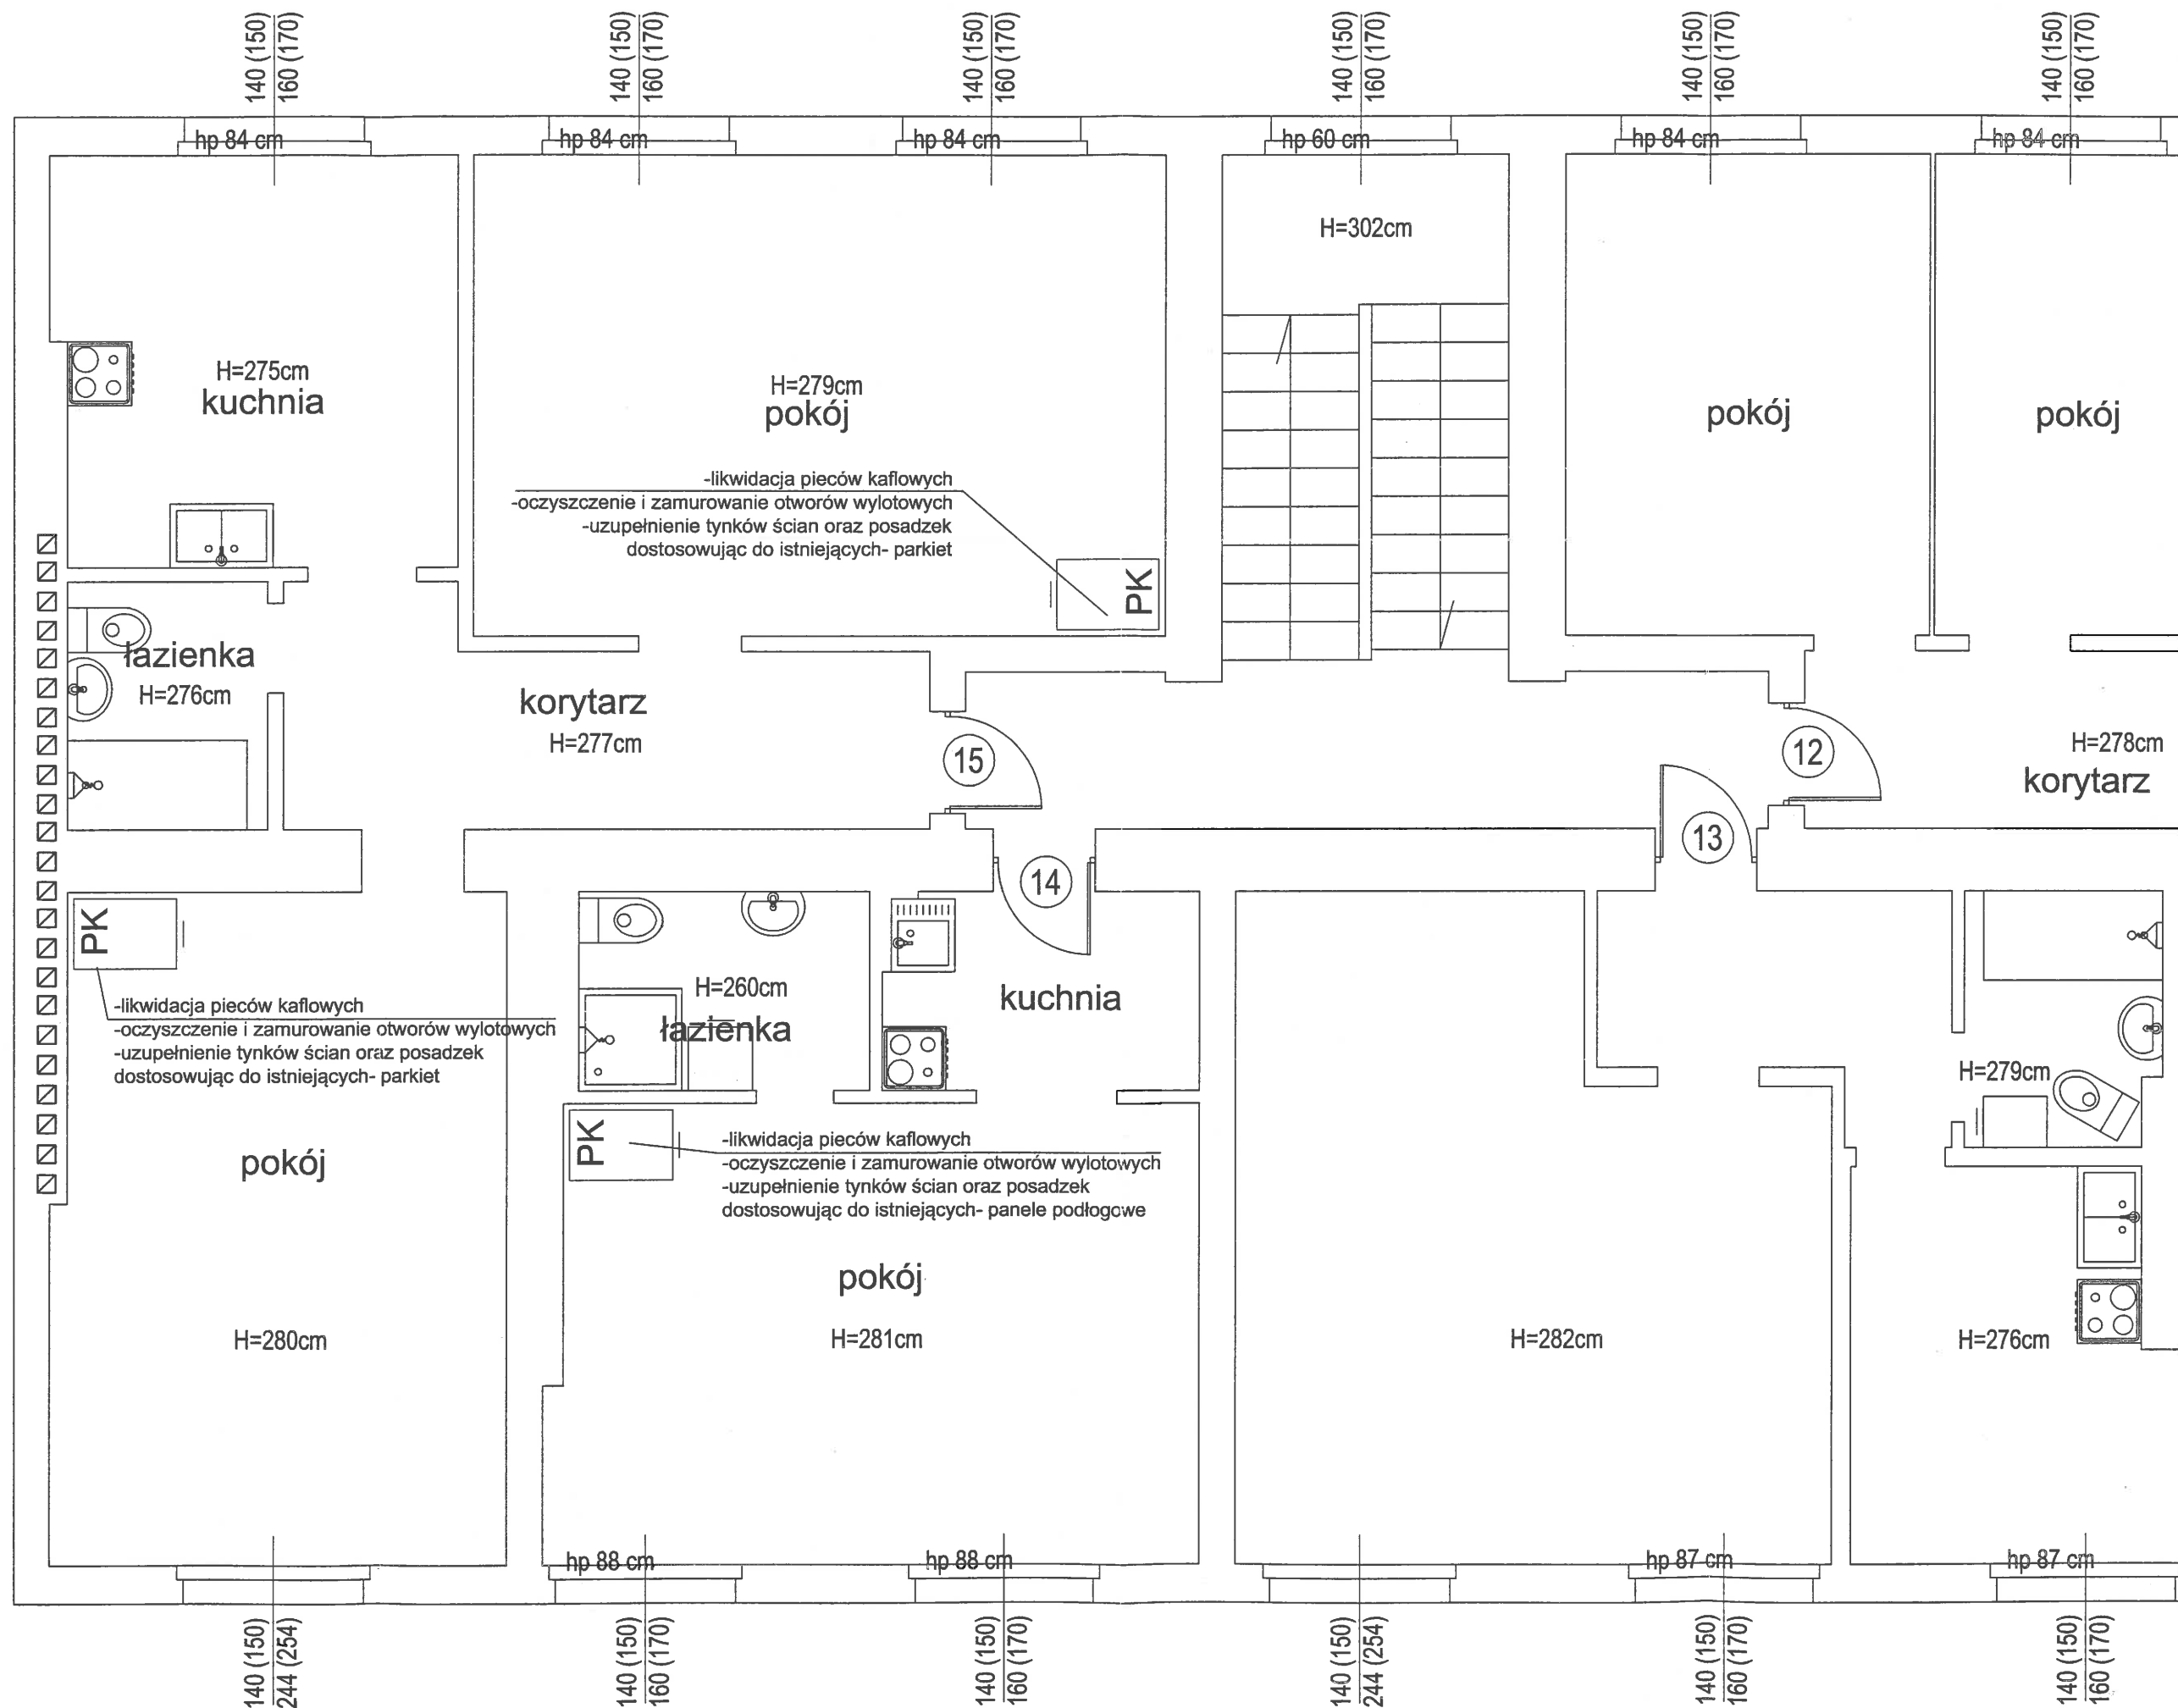 140 (150)
160 (170)
140 (150)
160 (170)
140 (150)
160 (170)
140 (150)
160 (170)
140 (150)
160 (170)
140 (150)
160 (170)
hp 84 cm
hp 84 cm
hp 84 cm
hp 60 cm
hp 84 cm
hp 84 cm
H=302cm
H=275cm
kuchnia
H=279cm
pokój
pokój
pokój
-likwidacja pieców kaflowych
-oczyszczenie i zamurowanie otworów wylotowych
-uzupełnienie tynków ścian oraz posadzek
dostosowując do istniejących- parkiet
PK
łazienka
H=276cm
korytarz
H=277cm
15
12
H=278cm
korytarz
13
14
PK
-likwidacja pieców kaflowych
-oczyszczenie i zamurowanie otworów wylotowych
-uzupełnienie tynków ścian oraz posadzek
dostosowując do istniejących- parkiet
H=260cm
łazienka
kuchnia
H=279cm
PK
-likwidacja pieców kaflowych
-oczyszczenie i zamurowanie otworów wylotowych
-uzupełnienie tynków ścian oraz posadzek
dostosowując do istniejących- panele podłogowe
pokój
H=280cm
pokój
H=281cm
H=282cm
H=276cm
hp 88 cm
hp 88 cm
hp 87 cm
hp 87 cm
140 (150)
244 (254)
140 (150)
160 (170)
140 (150)
160 (170)
140 (150)
244 (254)
140 (150)
160 (170)
140 (150)
160 (170)